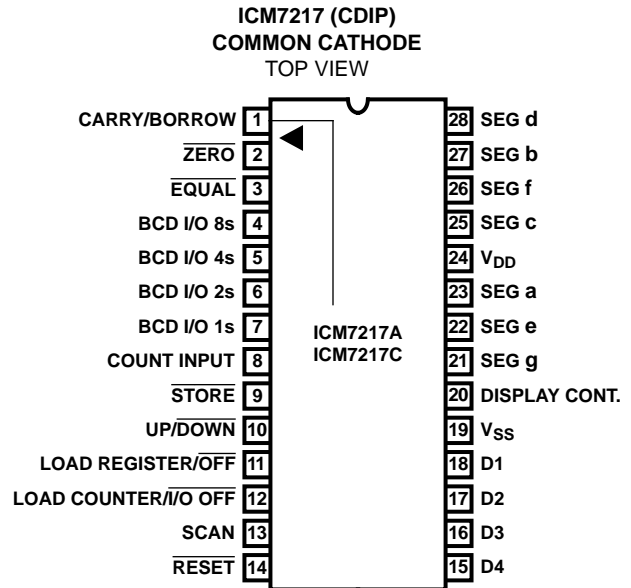 ICM7217 (CDIP)
COMMON CATHODE
TOP VIEW
CARRY/BORROW 1 28 SEG d
ZERO 2 27 SEG b
EQUAL 3 26 SEG f
BCD I/O 8s 4 25 SEG c
BCD I/O 4s 5 24 VDD
BCD I/O 2s 6 23 SEG a
BCD I/O 1s 7 22 SEG e
ICM7217A
ICM7217C
COUNT INPUT 8 21 SEG g
STORE 9 20 DISPLAY CONT.
UP/DOWN 10 19 VSS
LOAD REGISTER/OFF 11 18 D1
LOAD COUNTER/I/O OFF 12 17 D2
SCAN 13 16 D3
RESET 14 15 D4